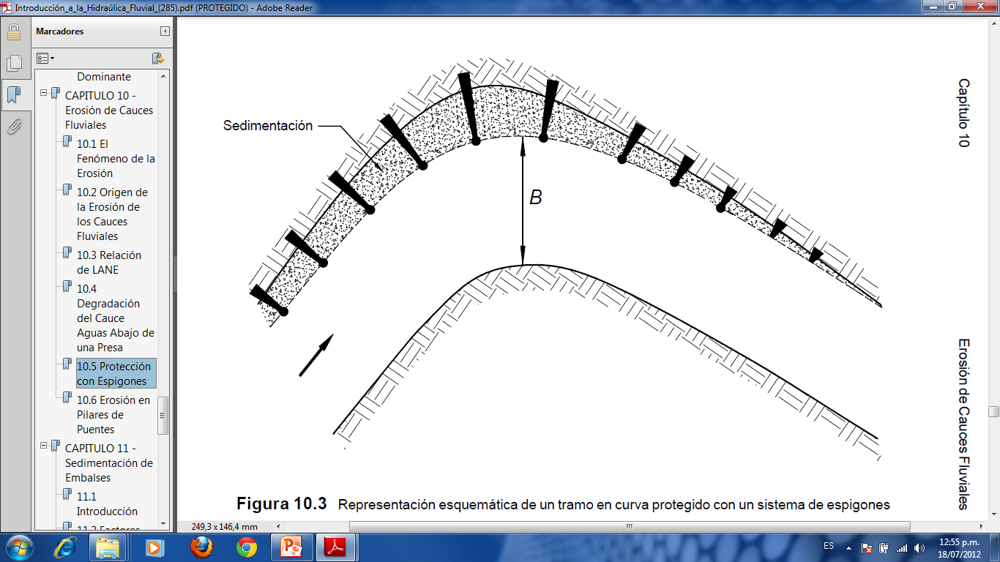 Introducción_a_la_Hidraúlica_Fluvial_(285).pdf (PROTEGIDO) - Adobe Reader
Marcadores
Dominante
CAPITULO 10 -
Erosión de Cauces
Fluviales
10.1 El
Fenómeno de la
Erosión
10.2 Origen de
la Erosión de
los Cauces
Fluviales
10.3 Relación
de LANE
10.4
Degradación
del Cauce
Aguas Abajo de
una Presa
10.5 Protección
con Espigones
10.6 Erosión en
Pilares de
Puentes
CAPITULO 11 -
Sedimentación de
Embalses
11.1
Introducción
11.2 Factores
Sedimentación
B
Capítulo 10
Erosión de Cauces Fluviales
Figura 10.3 Representación esquemática de un tramo en curva protegido con un sistema de espigones
249,3 x 146,4 mm
ES
12:55 p.m.
18/07/2012